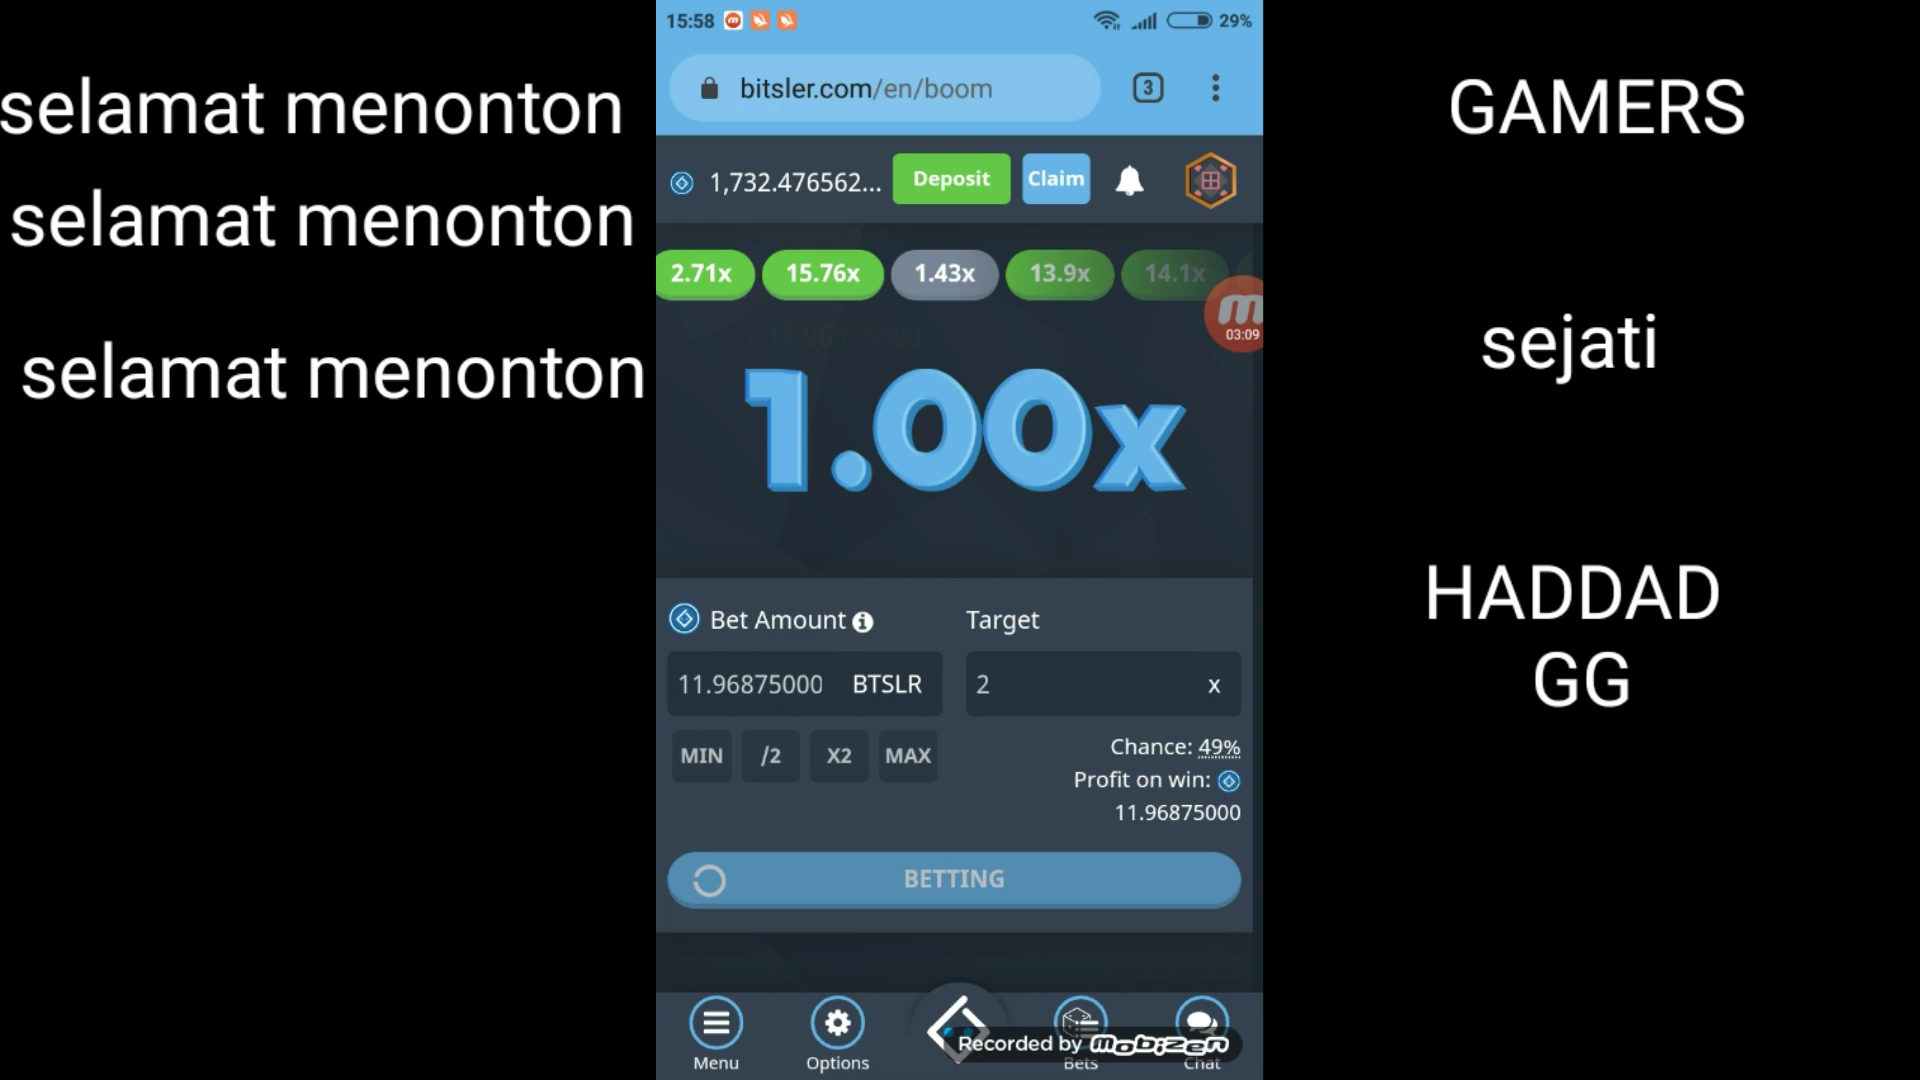 selamat menonton
selamat menonton
selamat menonton
15:58
29%
bitsler.com/en/boom
3
1,732.476562...
Deposit
Claim
2.71x
15.76x
1.43x
13.9x
14.1x
03:09
1.00x
Bet Amount
Target
11.96875000 BTSLR
2 x
MIN
/2
X2
MAX
Chance: 49%
Profit on win:
11.96875000
BETTING
Recorded by Mobizen
Menu
Options
Bets
Chat
GAMERS
sejati
HADDAD
GG